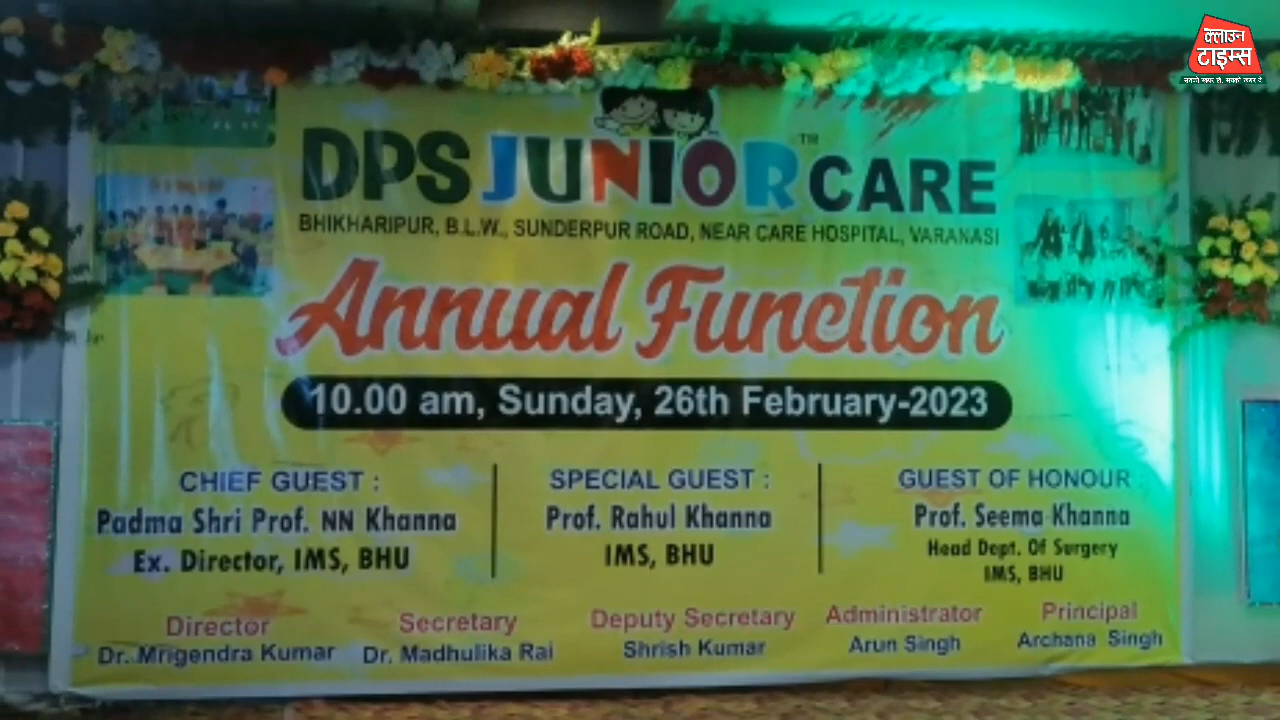 क्लाउन
टाइम्स
DPS JUNIOR™ CARE
BHIKHARIPUR, B.L.W., SUNDERPUR ROAD, NEAR CARE HOSPITAL, VARANASI
Annual Function
10.00 am, Sunday, 26th February-2023
CHIEF GUEST :
Padma Shri Prof. NN Khanna
Ex. Director, IMS, BHU
SPECIAL GUEST :
Prof. Rahul Khanna
IMS, BHU
GUEST OF HONOUR
Prof. Seema Khanna
Head Dept. Of Surgery
IMS, BHU
Director
Dr. Mrigendra Kumar
Secretary
Dr. Madhulika Rai
Deputy Secretary
Shrish Kumar
Administrator
Arun Singh
Principal
Archana Singh